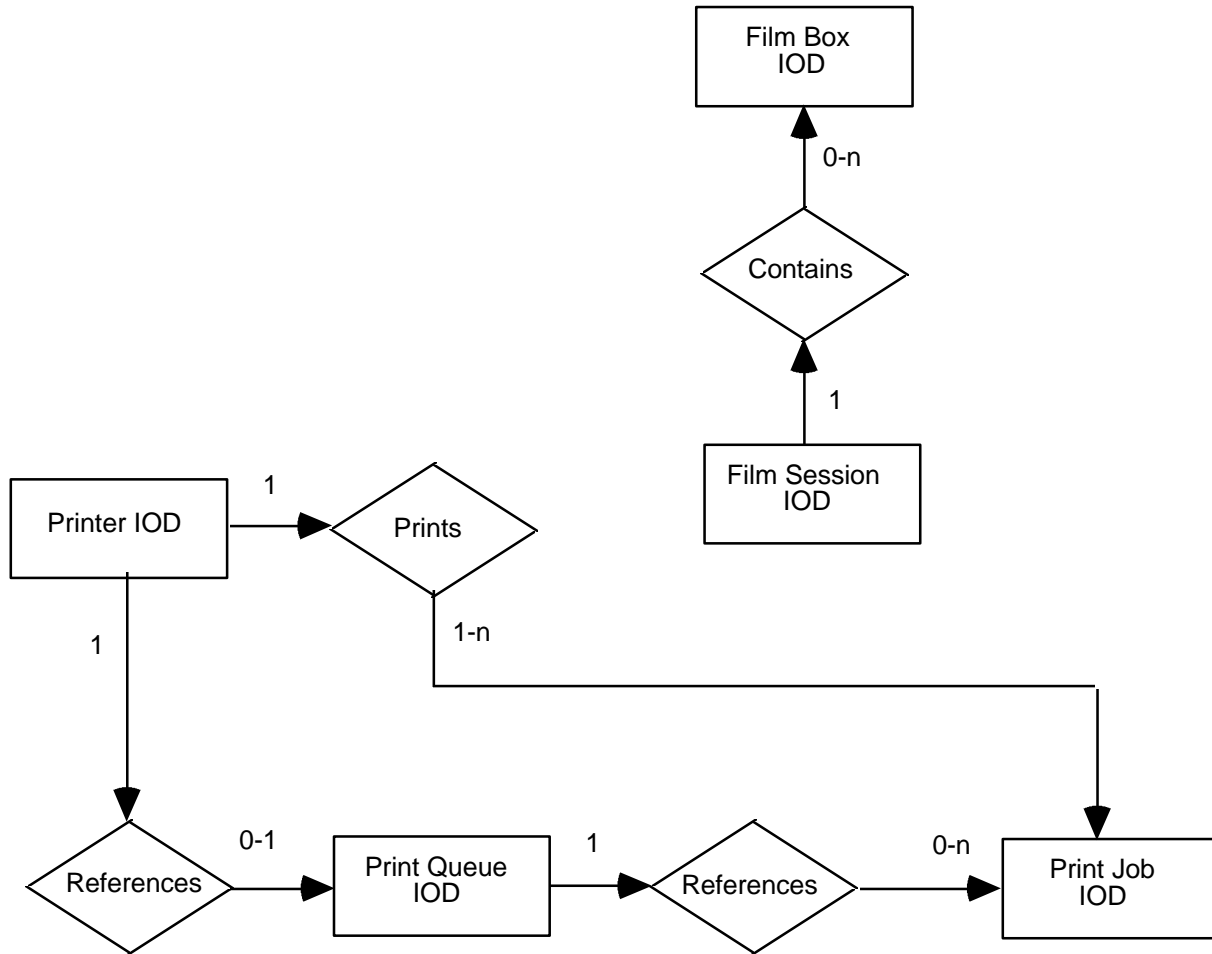 Film Box
IOD
0-n
Contains
1
Film Session
IOD
1
Printer IOD
Prints
1
1-n
0-1
Print Queue
IOD
1
0-n
References
References
Print Job
IOD